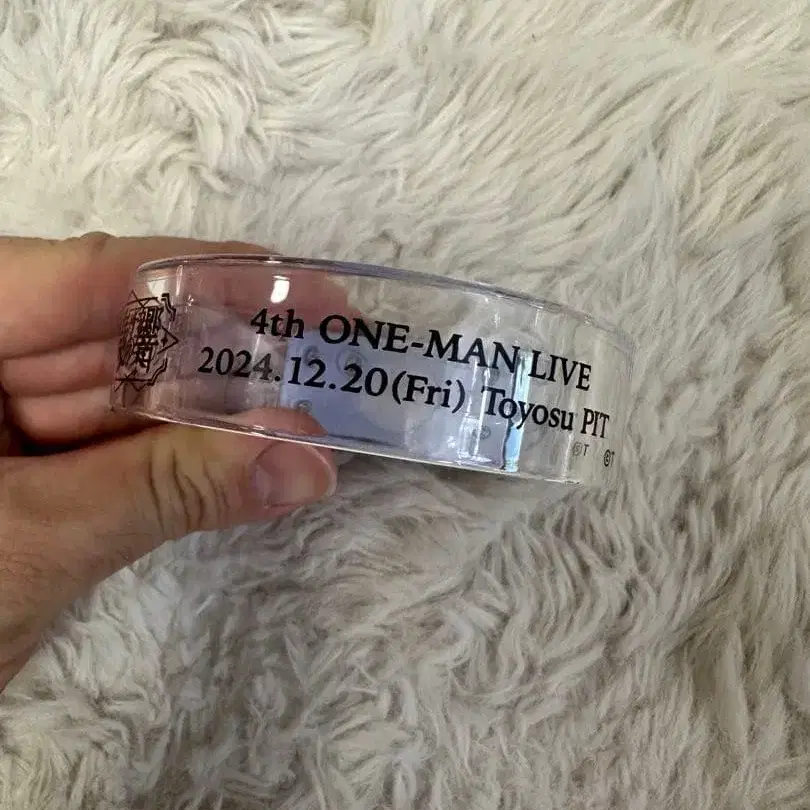 4th ONE-MAN LIVE
2024.12.20(Fri) Toyosu PIT